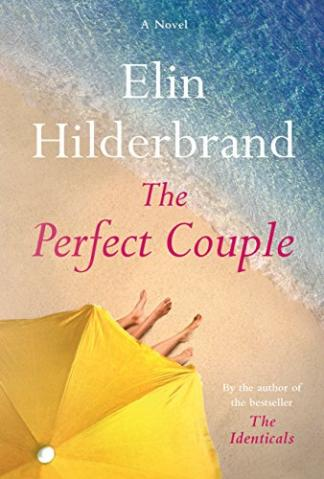 A Novel
Elin
Hilderbrand
The
Perfect Couple
By the author of
the bestseller
The
Identicals